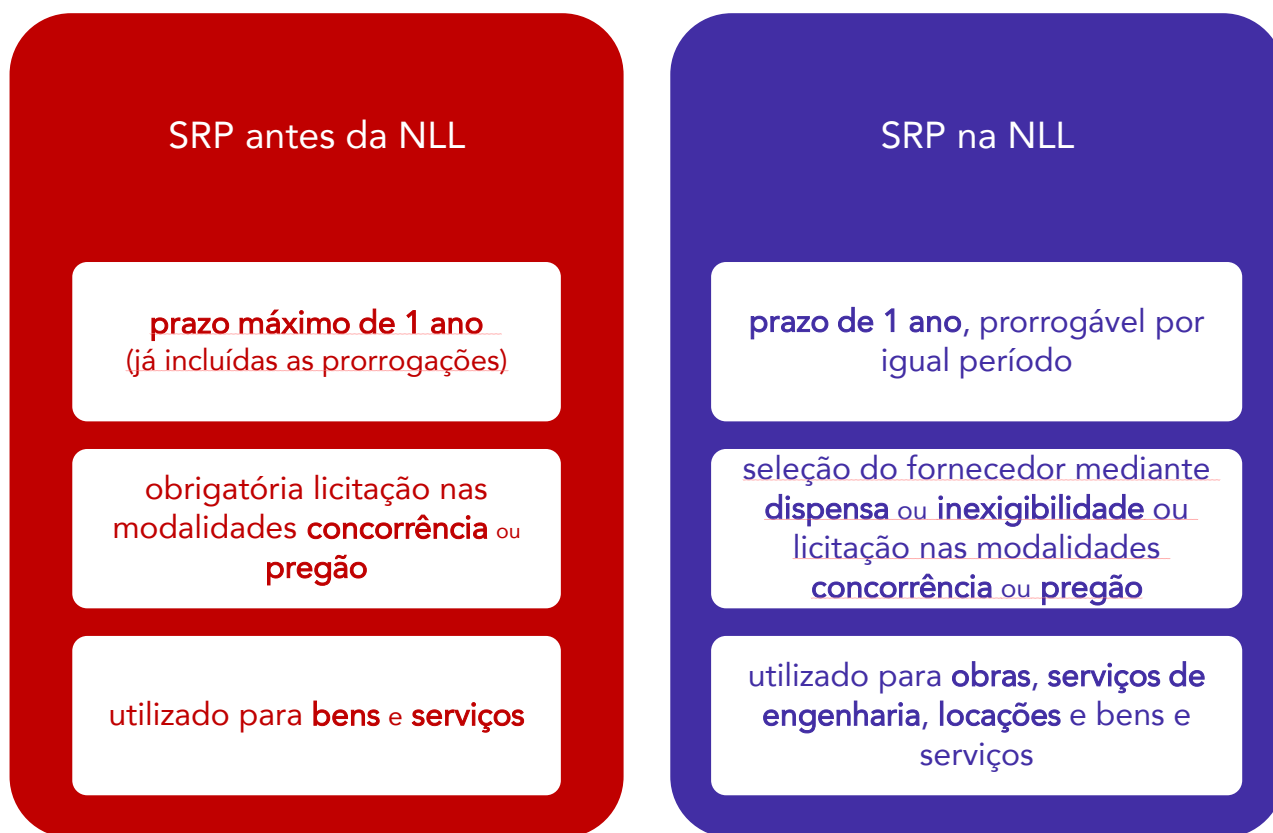 SRP antes da NLL
prazo máximo de 1 ano
(já incluídas as prorrogações)
obrigatória licitação nas
modalidades concorrência ou
pregão
utilizado para bens e serviços
SRP na NLL
prazo de 1 ano, prorrogável por
igual período
seleção do fornecedor mediante
dispensa ou inexigibilidade ou
licitação nas modalidades
concorrência ou pregão
utilizado para obras, serviços de
engenharia, locações e bens e
serviços